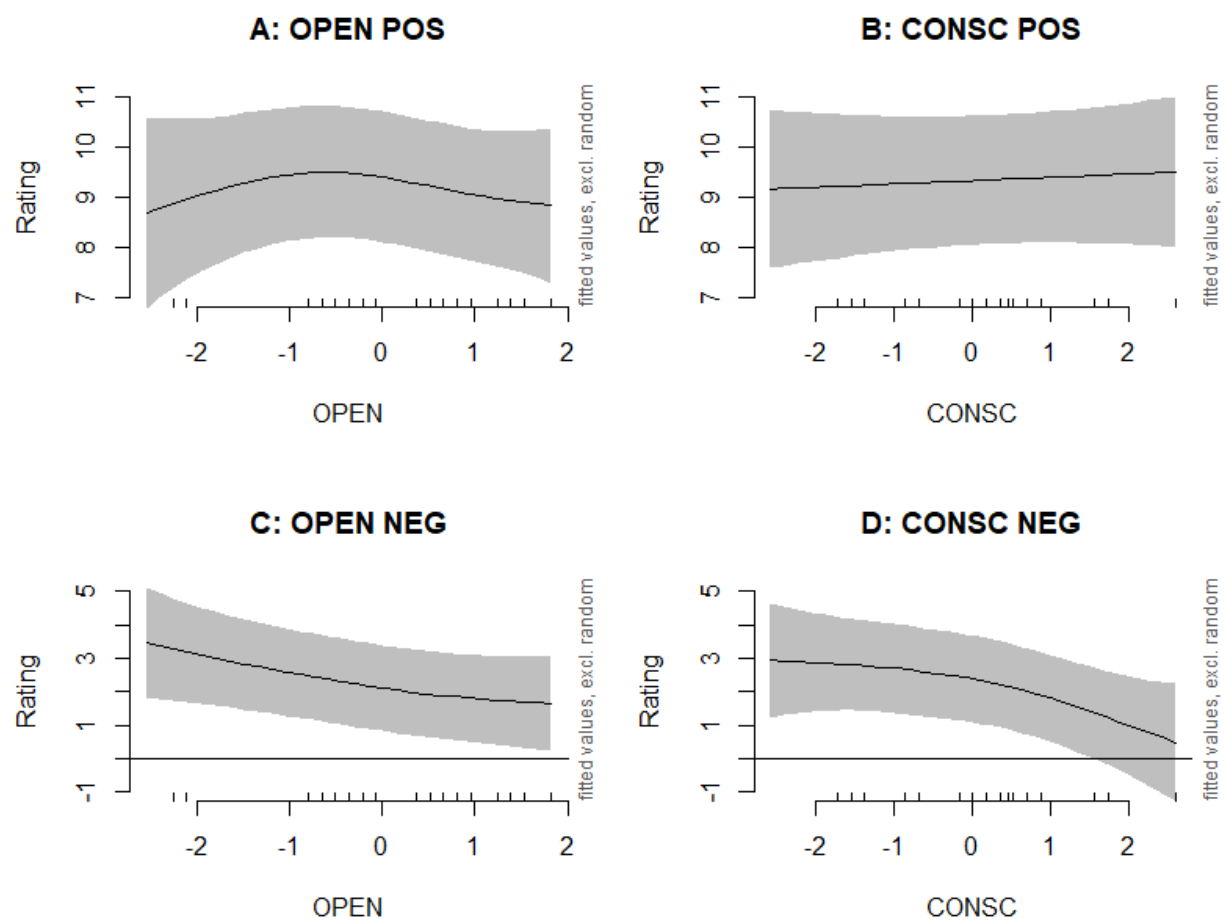 A: OPEN POS
Rating
7
8
9
10
11
-2
-1
0
1
2
OPEN
fitted values, excl. random
B: CONSC POS
Rating
7
8
9
10
11
-2
-1
0
1
2
CONSC
fitted values, excl. random
C: OPEN NEG
Rating
-1
1
3
5
-2
-1
0
1
2
OPEN
fitted values, excl. random
D: CONSC NEG
Rating
-1
1
3
5
-2
-1
0
1
2
CONSC
fitted values, excl. random